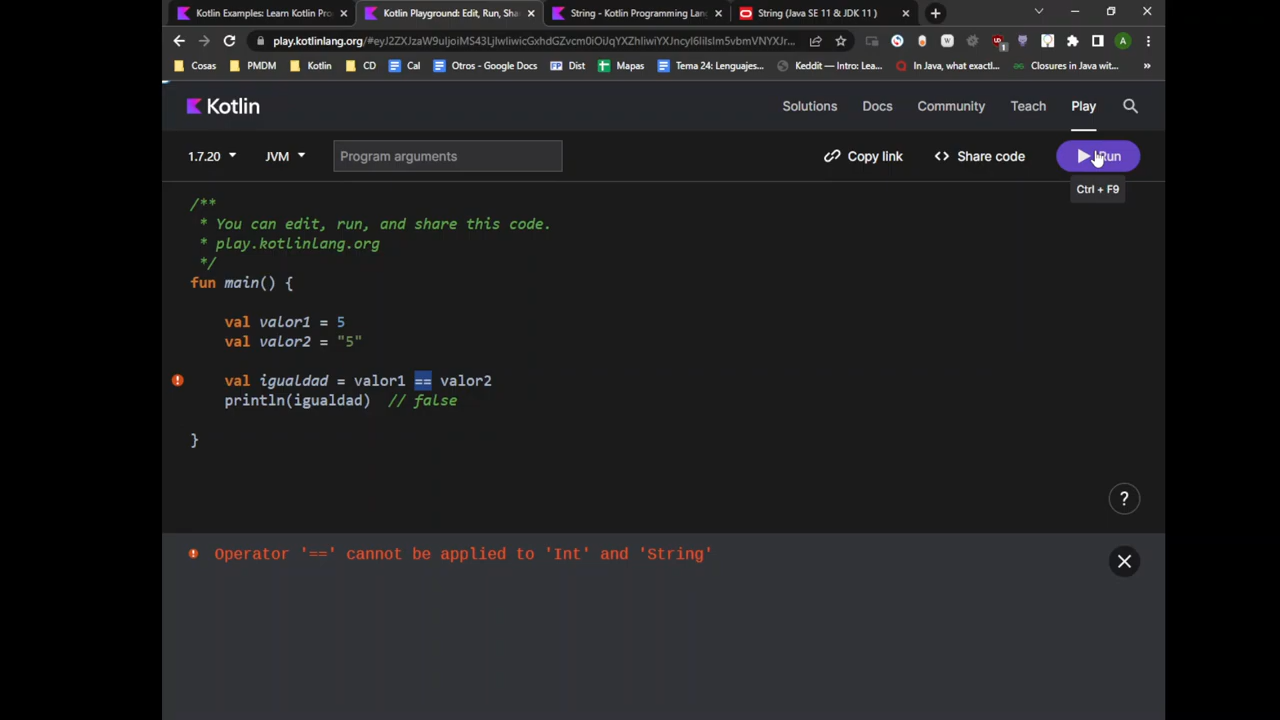 Kotlin Examples: Learn Kotlin Pro
Kotlin Playground: Edit, Run, Sha
String - Kotlin Programming Lang
String (Java SE 11 & JDK 11 )
play.kotlinlang.org/#eyJ2ZXJzaW9uIjoiMS43LjIwIiwicGxhdGZvcm0iOiJqYXZhIiwiYXJncyI6IiIsIm5vbmVNYXJr...
Cosas
PMDM
Kotlin
CD
Cal
Otros - Google Docs
Dist
Mapas
Tema 24: Lenguajes...
Keddit — Intro: Lea...
In Java, what exactl...
Closures in Java wit...
»
Kotlin
Solutions
Docs
Community
Teach
Play
1.7.20
JVM
Program arguments
Copy link
Share code
Run
Ctrl + F9
/**
* You can edit, run, and share this code.
* play.kotlinlang.org
*/
fun main() {
val valor1 = 5
val valor2 = "5"
val igualdad = valor1 == valor2
println(igualdad) // false
}
?
Operator '==' cannot be applied to 'Int' and 'String'